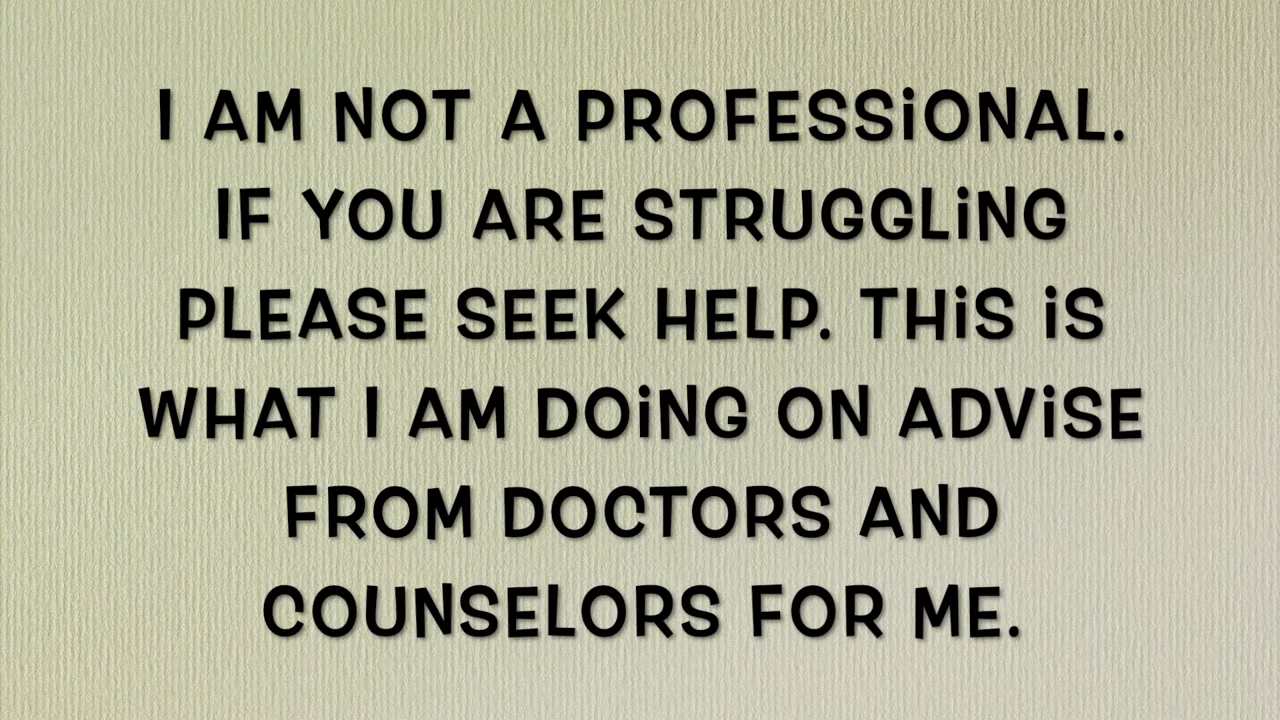 I AM NOT A PROFESSiONAL.
IF YOU ARE STRUGGLiNG
PLEASE SEEK HELP. THiS iS
WHAT I AM DOiNG ON ADViSE
FROM DOCTORS AND
COUNSELORS FOR ME.